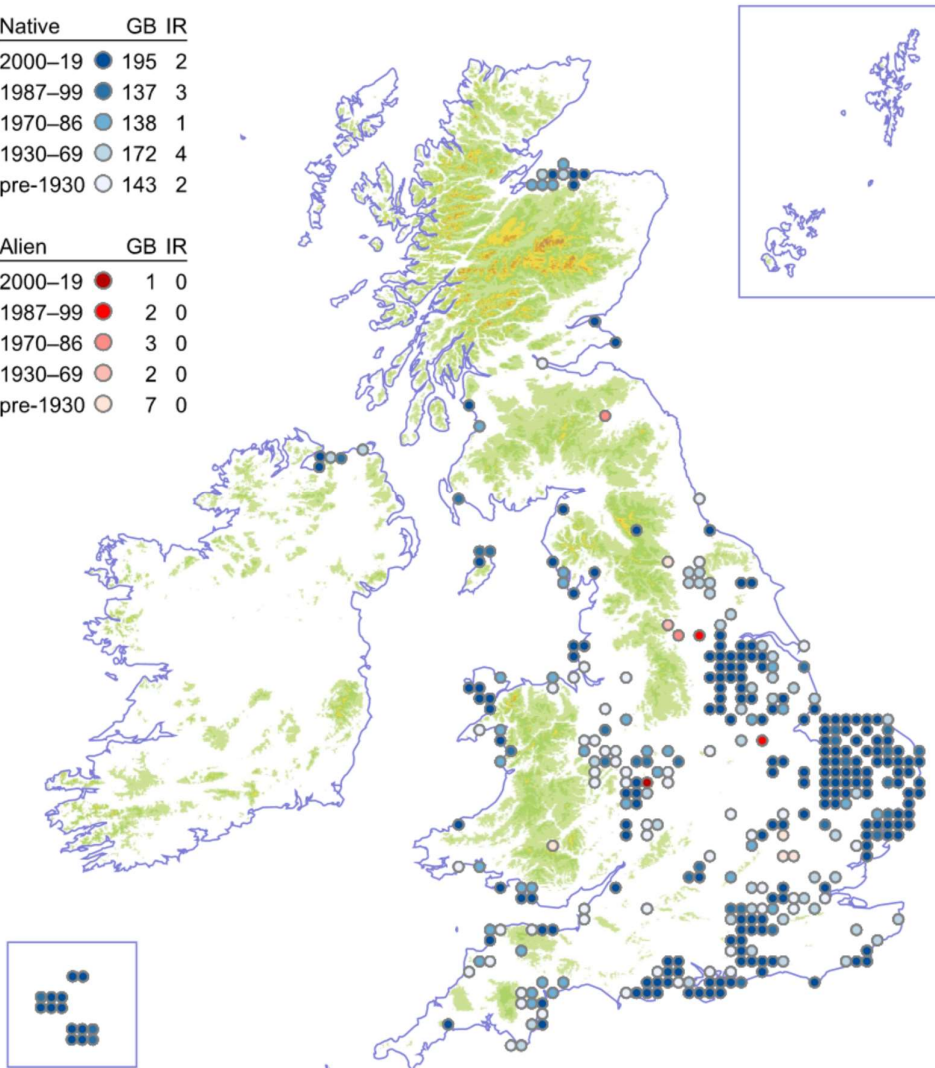 Native GB IR
2000–19 195 2
1987–99 137 3
1970–86 138 1
1930–69 172 4
pre-1930 143 2
Alien GB IR
2000–19 1 0
1987–99 2 0
1970–86 3 0
1930–69 2 0
pre-1930 7 0